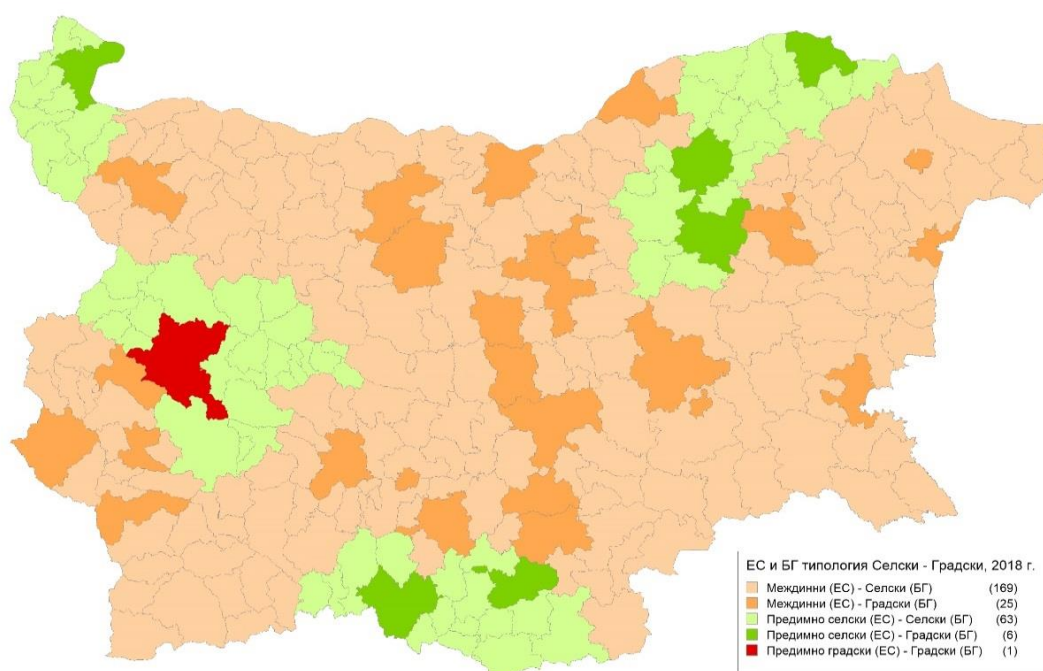 ЕС и БГ типология Селски - Градски, 2018 г.
Междинни (ЕС) - Селски (БГ) (169)
Междинни (ЕС) - Градски (БГ) (25)
Предимно селски (ЕС) - Селски (БГ) (63)
Предимно селски (ЕС) - Градски (БГ) (6)
Предимно градски (ЕС) - Градски (БГ) (1)